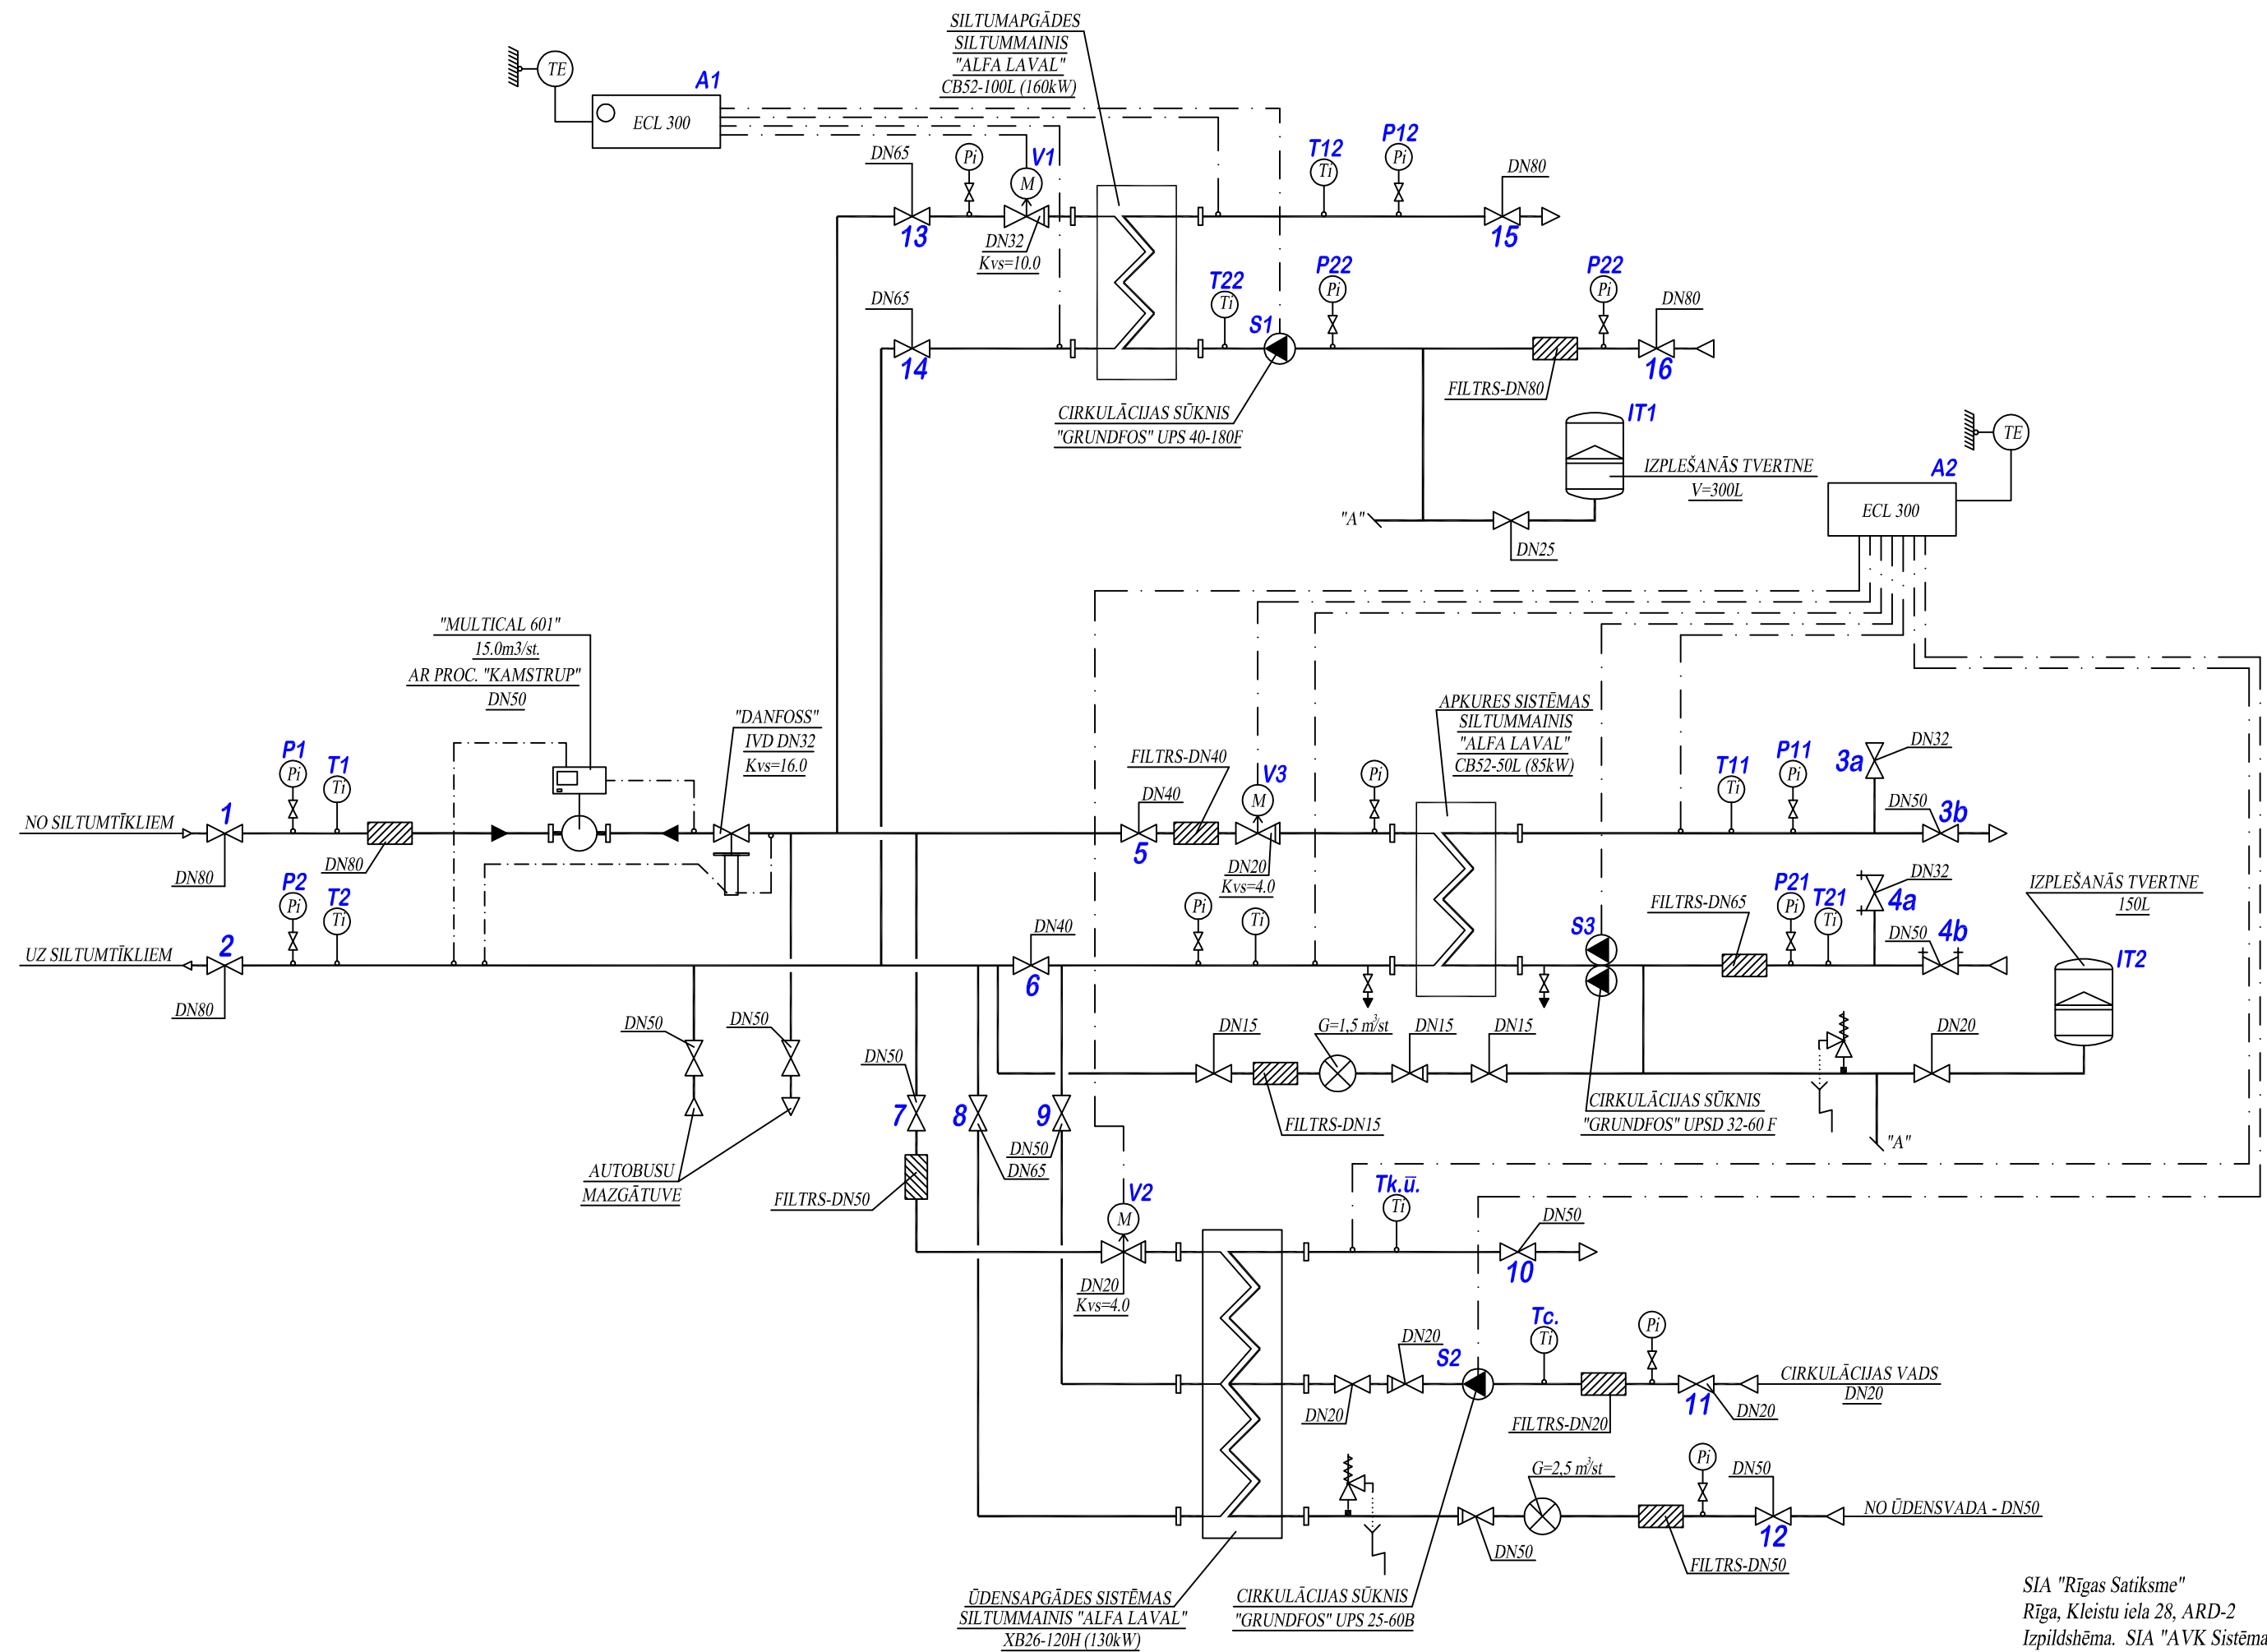 SILTUMAPGĀDES
SILTUMMAINIS
"ALFA LAVAL"
CB52-100L (160kW)
TE
A1
ECL 300
DN65
Pi
V1
M
DN32
Kvs=10.0
13
T12
Ti
P12
Pi
DN80
15
DN65
14
T22
Ti
S1
P22
Pi
P22
Pi
DN80
16
FILTRS-DN80
CIRKULĀCIJAS SŪKNIS
"GRUNDFOS" UPS 40-180F
IT1
IZPLEŠANĀS TVERTNE
V=300L
"A"
DN25
TE
A2
ECL 300
"MULTICAL 601"
15.0m3/st.
AR PROC. "KAMSTRUP"
DN50
"DANFOSS"
IVD DN32
Kvs=16.0
P1
Pi
T1
Ti
1
NO SILTUMTĪKLIEM
DN80
DN80
P2
Pi
T2
Ti
2
UZ SILTUMTĪKLIEM
DN80
FILTRS-DN40
DN40
5
V3
M
DN20
Kvs=4.0
Pi
APKURES SISTĒMAS
SILTUMMAINIS
"ALFA LAVAL"
CB52-50L (85kW)
T11
Ti
P11
Pi
3a
DN32
DN50
3b
DN40
6
Pi
Ti
S3
FILTRS-DN65
P21
Pi
T21
Ti
DN32
4a
DN50
4b
IZPLEŠANĀS TVERTNE
150L
IT2
DN50
DN50
AUTOBUSU
MAZGĀTUVE
DN50
7
8
9
DN50
DN65
FILTRS-DN50
DN15
G=1,5 m³/st
DN15
DN15
FILTRS-DN15
CIRKULĀCIJAS SŪKNIS
"GRUNDFOS" UPSD 32-60 F
DN20
"A"
V2
M
DN20
Kvs=4.0
Tk.ū.
Ti
DN50
10
DN20
DN20
S2
Tc.
Ti
FILTRS-DN20
Pi
11
DN20
CIRKULĀCIJAS VADS
DN20
G=2,5 m³/st
DN50
Pi
DN50
12
FILTRS-DN50
NO ŪDENSVADA - DN50
ŪDENSAPGĀDES SISTĒMAS
SILTUMMAINIS "ALFA LAVAL"
XB26-120H (130kW)
CIRKULĀCIJAS SŪKNIS
"GRUNDFOS" UPS 25-60B
SIA "Rīgas Satiksme"
Rīga, Kleistu iela 28, ARD-2
Izpildshēma. SIA "AVK Sistēma